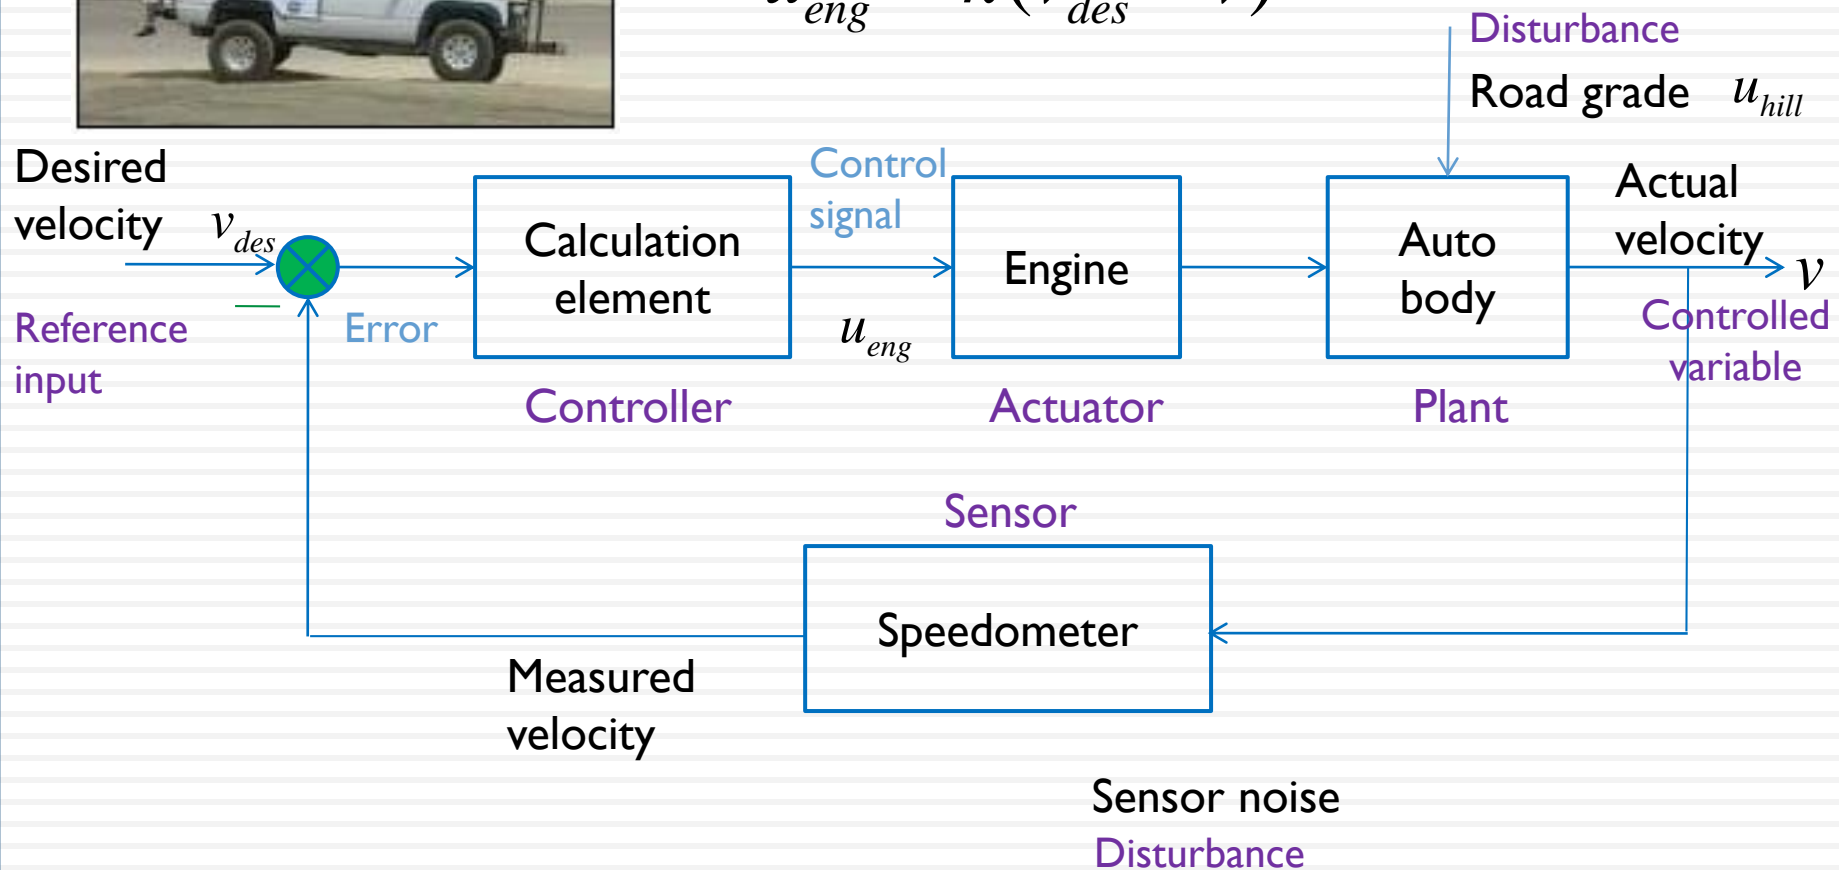 Disturbance
Road grade u_hill
Desired
velocity v_des
Reference
input
Error
Calculation
element
Controller
Control
signal
u_eng
Engine
Actuator
Auto
body
Plant
Actual
velocity
v
Controlled
variable
Sensor
Speedometer
Measured
velocity
Sensor noise
Disturbance